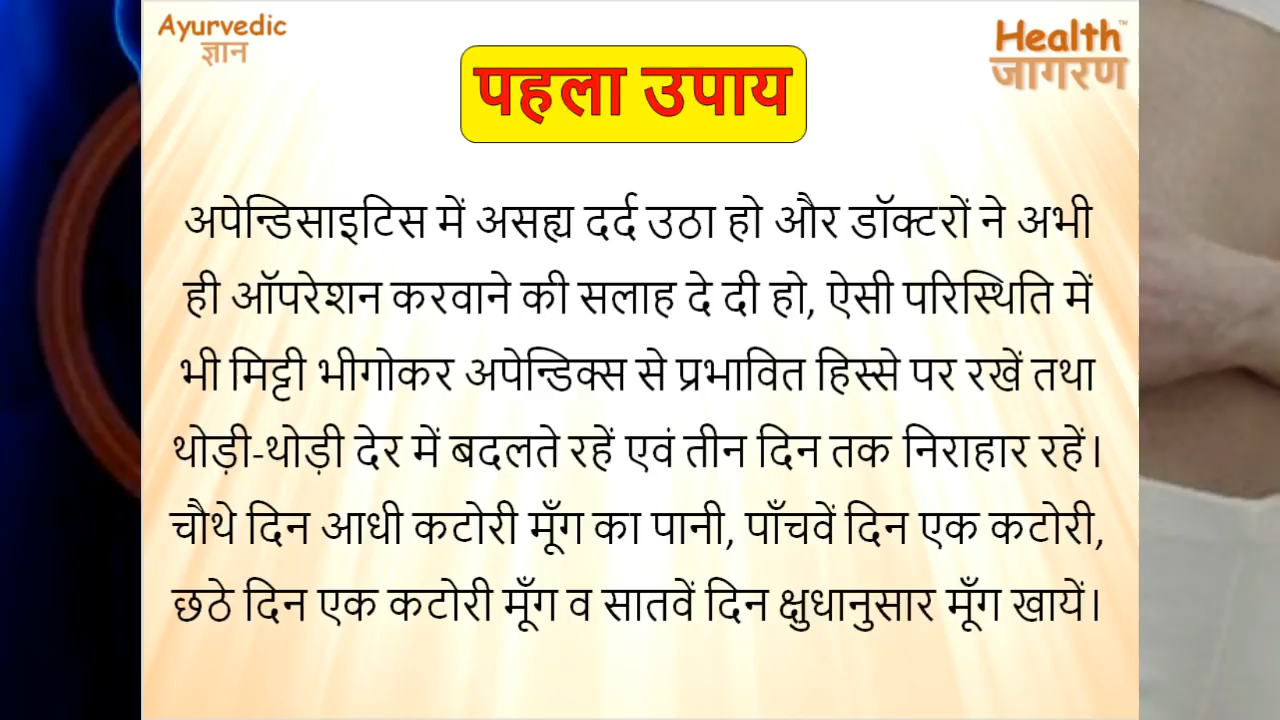 Ayurvedic
ज्ञान
Health™
जागरण
पहला उपाय
अपेन्डिसाइटिस में असह्य दर्द उठा हो और डॉक्टरों ने अभी
ही ऑपरेशन करवाने की सलाह दे दी हो, ऐसी परिस्थिति में
भी मिट्टी भीगोकर अपेन्डिक्स से प्रभावित हिस्से पर रखें तथा
थोड़ी-थोड़ी देर में बदलते रहें एवं तीन दिन तक निराहार रहें।
चौथे दिन आधी कटोरी मूँग का पानी, पाँचवें दिन एक कटोरी,
छठे दिन एक कटोरी मूँग व सातवें दिन क्षुधानुसार मूँग खायें।